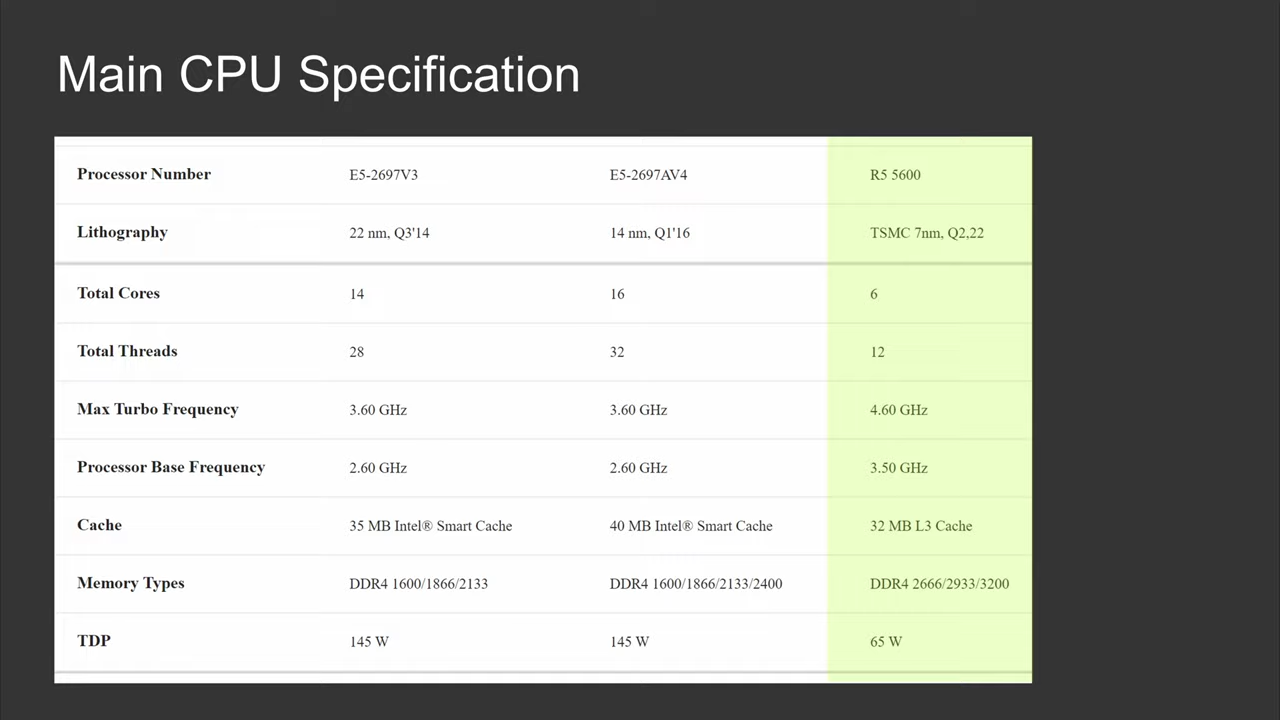 Main CPU Specification
Processor Number E5-2697V3 E5-2697AV4 R5 5600
Lithography 22 nm, Q3'14 14 nm, Q1'16 TSMC 7nm, Q2,22
Total Cores 14 16 6
Total Threads 28 32 12
Max Turbo Frequency 3.60 GHz 3.60 GHz 4.60 GHz
Processor Base Frequency 2.60 GHz 2.60 GHz 3.50 GHz
Cache 35 MB Intel® Smart Cache 40 MB Intel® Smart Cache 32 MB L3 Cache
Memory Types DDR4 1600/1866/2133 DDR4 1600/1866/2133/2400 DDR4 2666/2933/3200
TDP 145 W 145 W 65 W